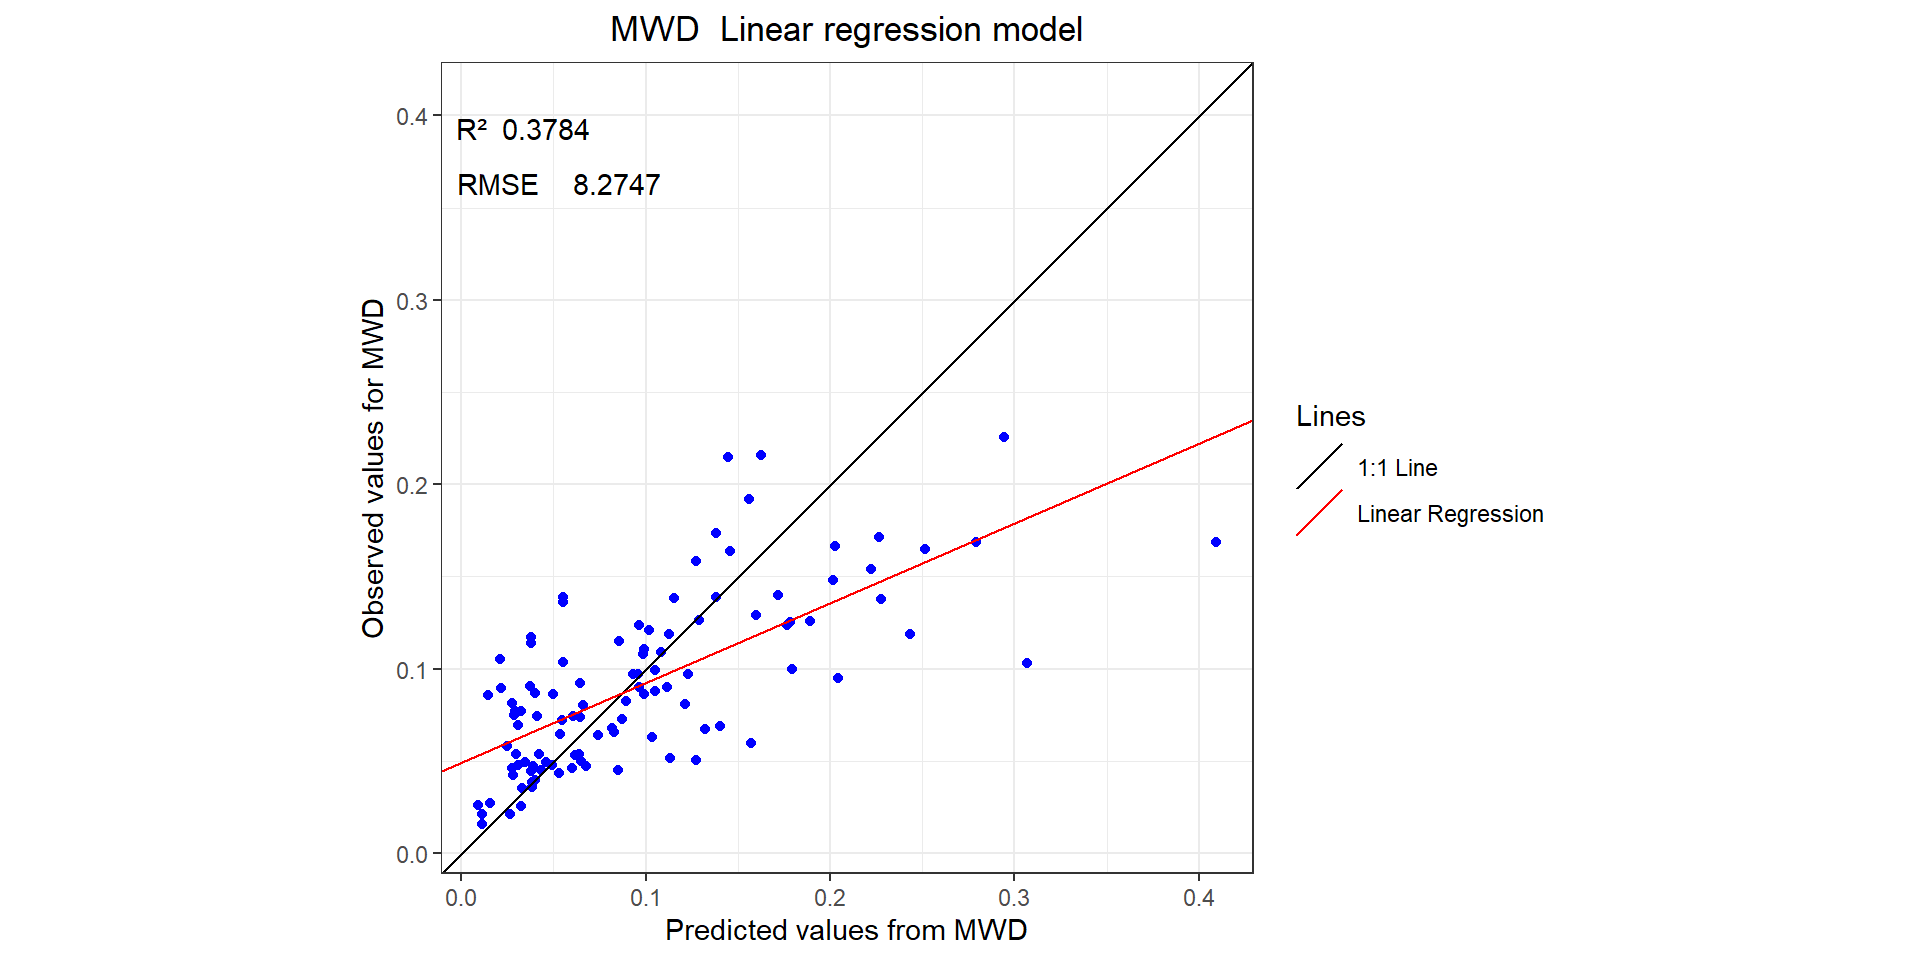 MWD  Linear regression model
R²  0.3784
RMSE    8.2747
Observed values for MWD
0.4
0.3
0.2
0.1
0.0
0.0 0.1 0.2 0.3 0.4
Predicted values from MWD
Lines
1:1 Line
Linear Regression